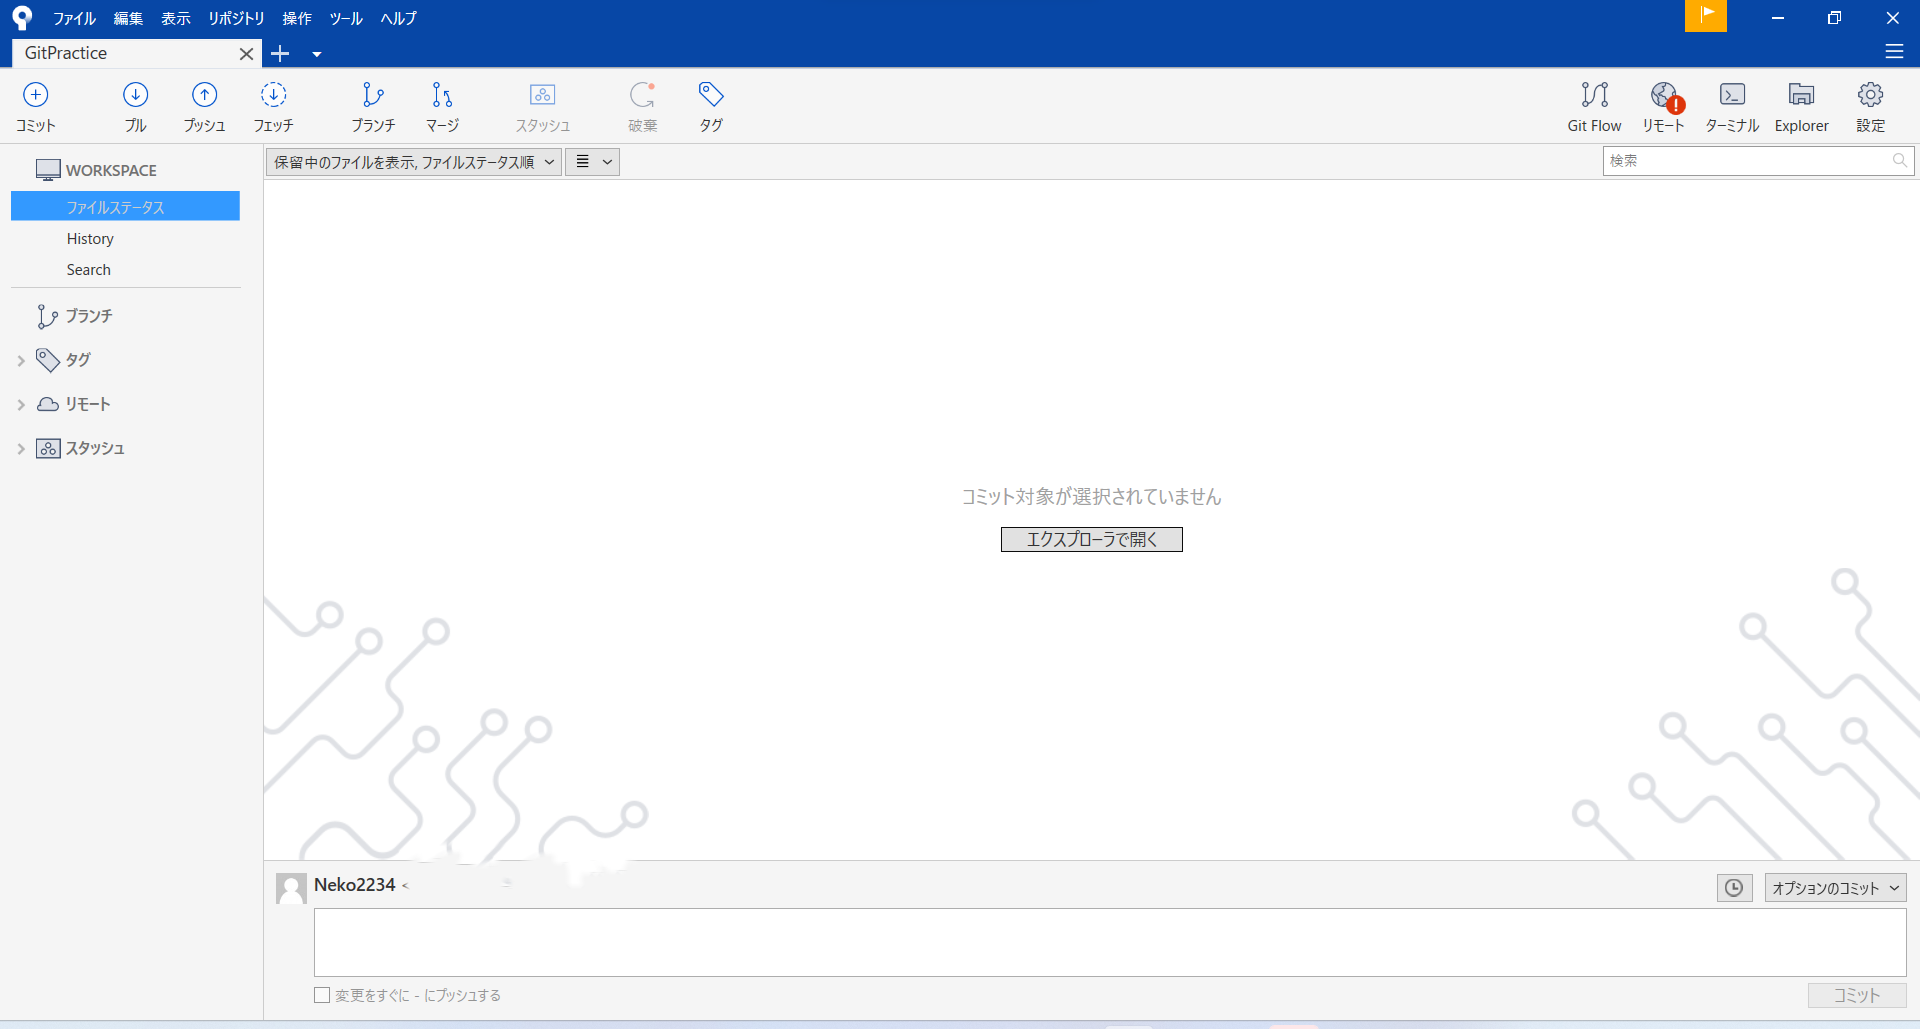 ファイル 編集 表示 リポジトリ 操作 ツール ヘルプ
GitPractice
コミット プル プッシュ フェッチ ブランチ マージ スタッシュ 破棄 タグ Git Flow リモート ターミナル Explorer 設定
WORKSPACE
保留中のファイルを表示, ファイルステータス順
検索
ファイルステータス
History
Search
ブランチ
タグ
リモート
スタッシュ
コミット対象が選択されていません
エクスプローラで開く
Neko2234 <
オプションのコミット
変更をすぐに - にプッシュする
コミット